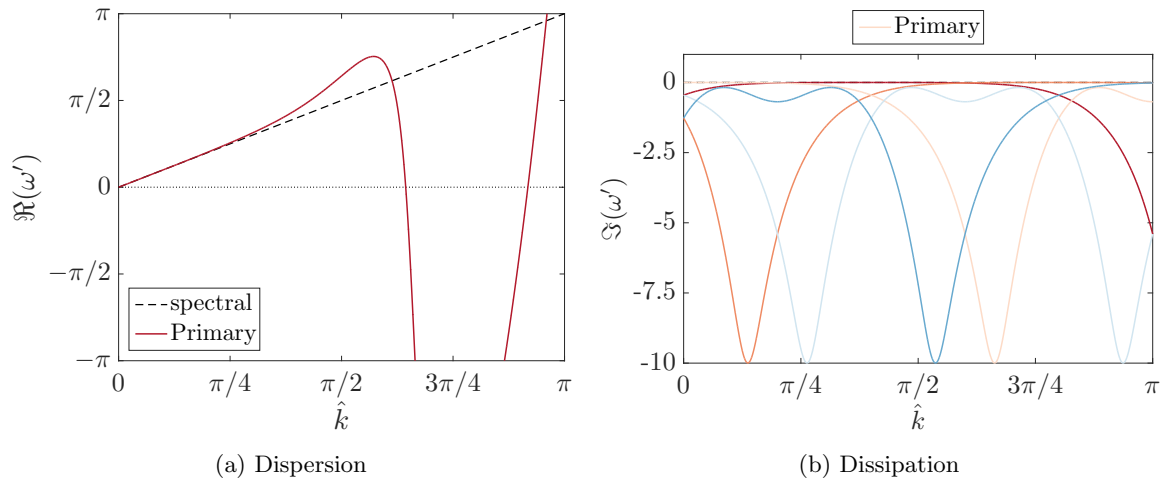 π
π/2
0
−π/2
−π
ℜ(ω′)
spectral
Primary
0
π/4
π/2
3π/4
π
k̂
(a) Dispersion
Primary
0
-2.5
-5
-7.5
-10
ℑ(ω′)
0
π/4
π/2
3π/4
π
k̂
(b) Dissipation